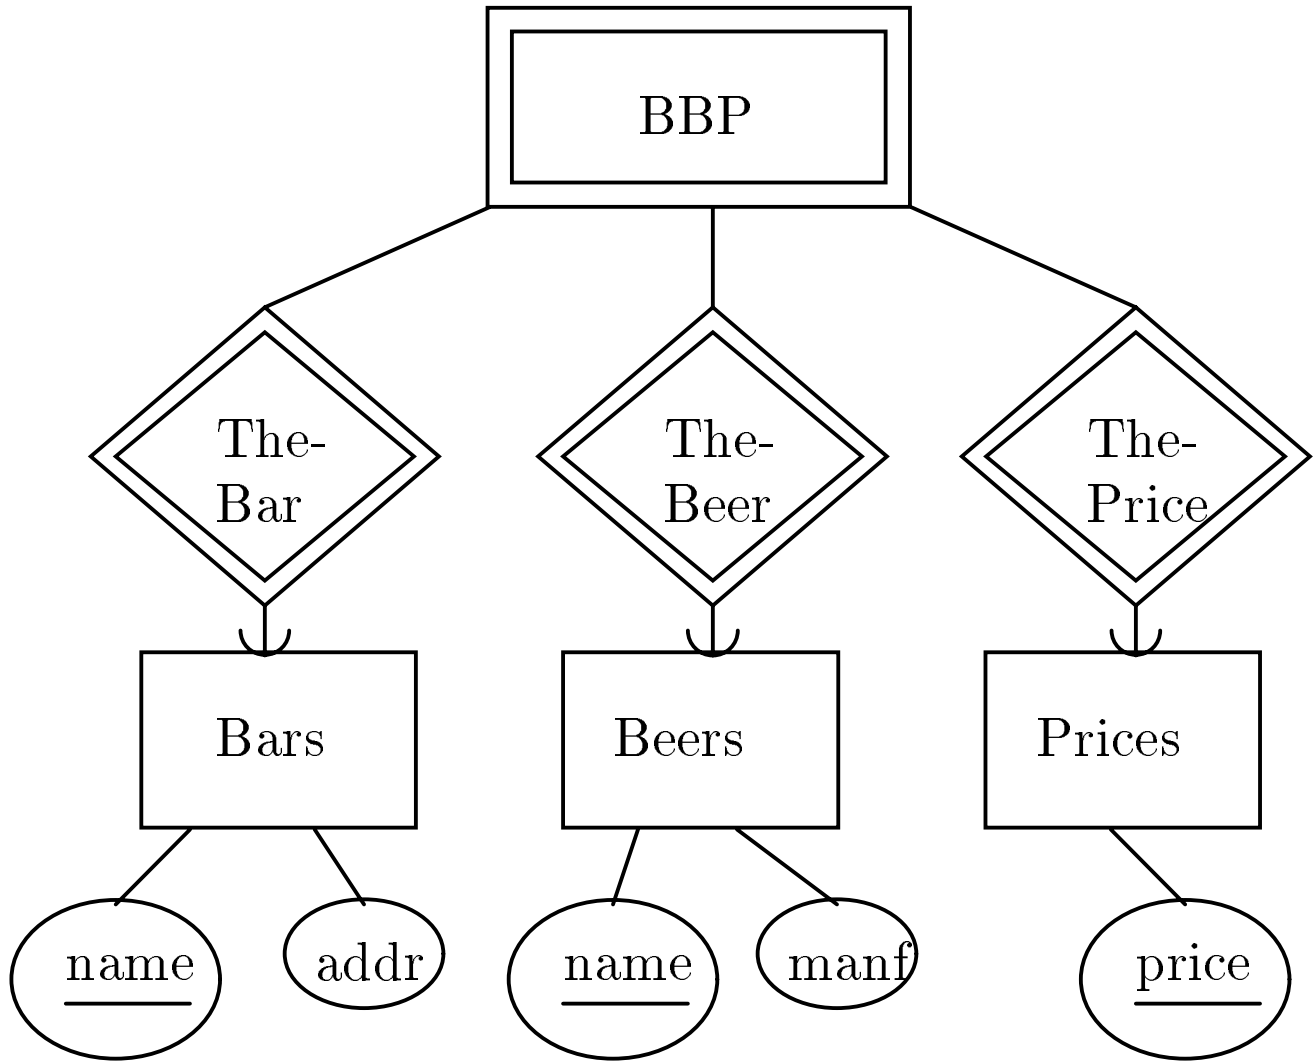 BBP
The-
Bar
The-
Beer
The-
Price
Bars
Beers
Prices
name
addr
name
manf
price